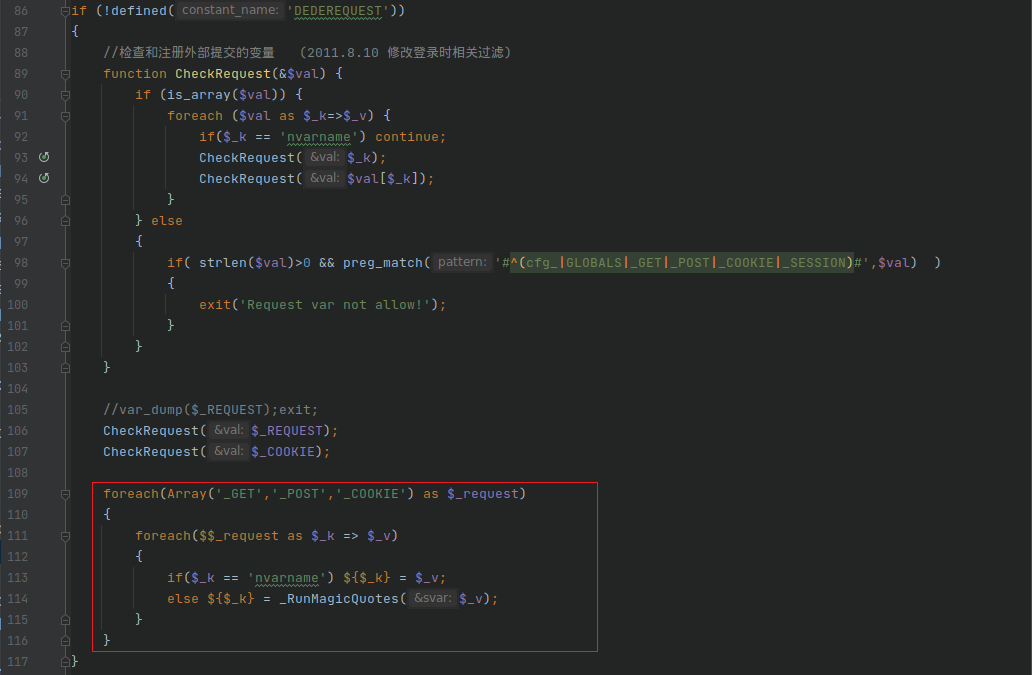 86 if (!defined( constant_name: 'DEDEREQUEST'))
87 {
88 //检查和注册外部提交的变量 (2011.8.10 修改登录时相关过滤)
89 function CheckRequest(&$val) {
90 if (is_array($val)) {
91 foreach ($val as $_k=>$_v) {
92 if($_k == 'nvarname') continue;
93 CheckRequest( &val: $_k);
94 CheckRequest( &val: $val[$_k]);
95 }
96 } else
97 {
98 if( strlen($val)>0 && preg_match( pattern: '#^(cfg_|GLOBALS|_GET|_POST|_COOKIE|_SESSION)#',$val) )
99 {
100 exit('Request var not allow!');
101 }
102 }
103 }
104
105 //var_dump($_REQUEST);exit;
106 CheckRequest( &val: $_REQUEST);
107 CheckRequest( &val: $_COOKIE);
108
109 foreach(Array('_GET','_POST','_COOKIE') as $_request)
110 {
111 foreach($$_request as $_k => $_v)
112 {
113 if($_k == 'nvarname') ${$_k} = $_v;
114 else ${$_k} = _RunMagicQuotes( &svar: $_v);
115 }
116 }
117 }